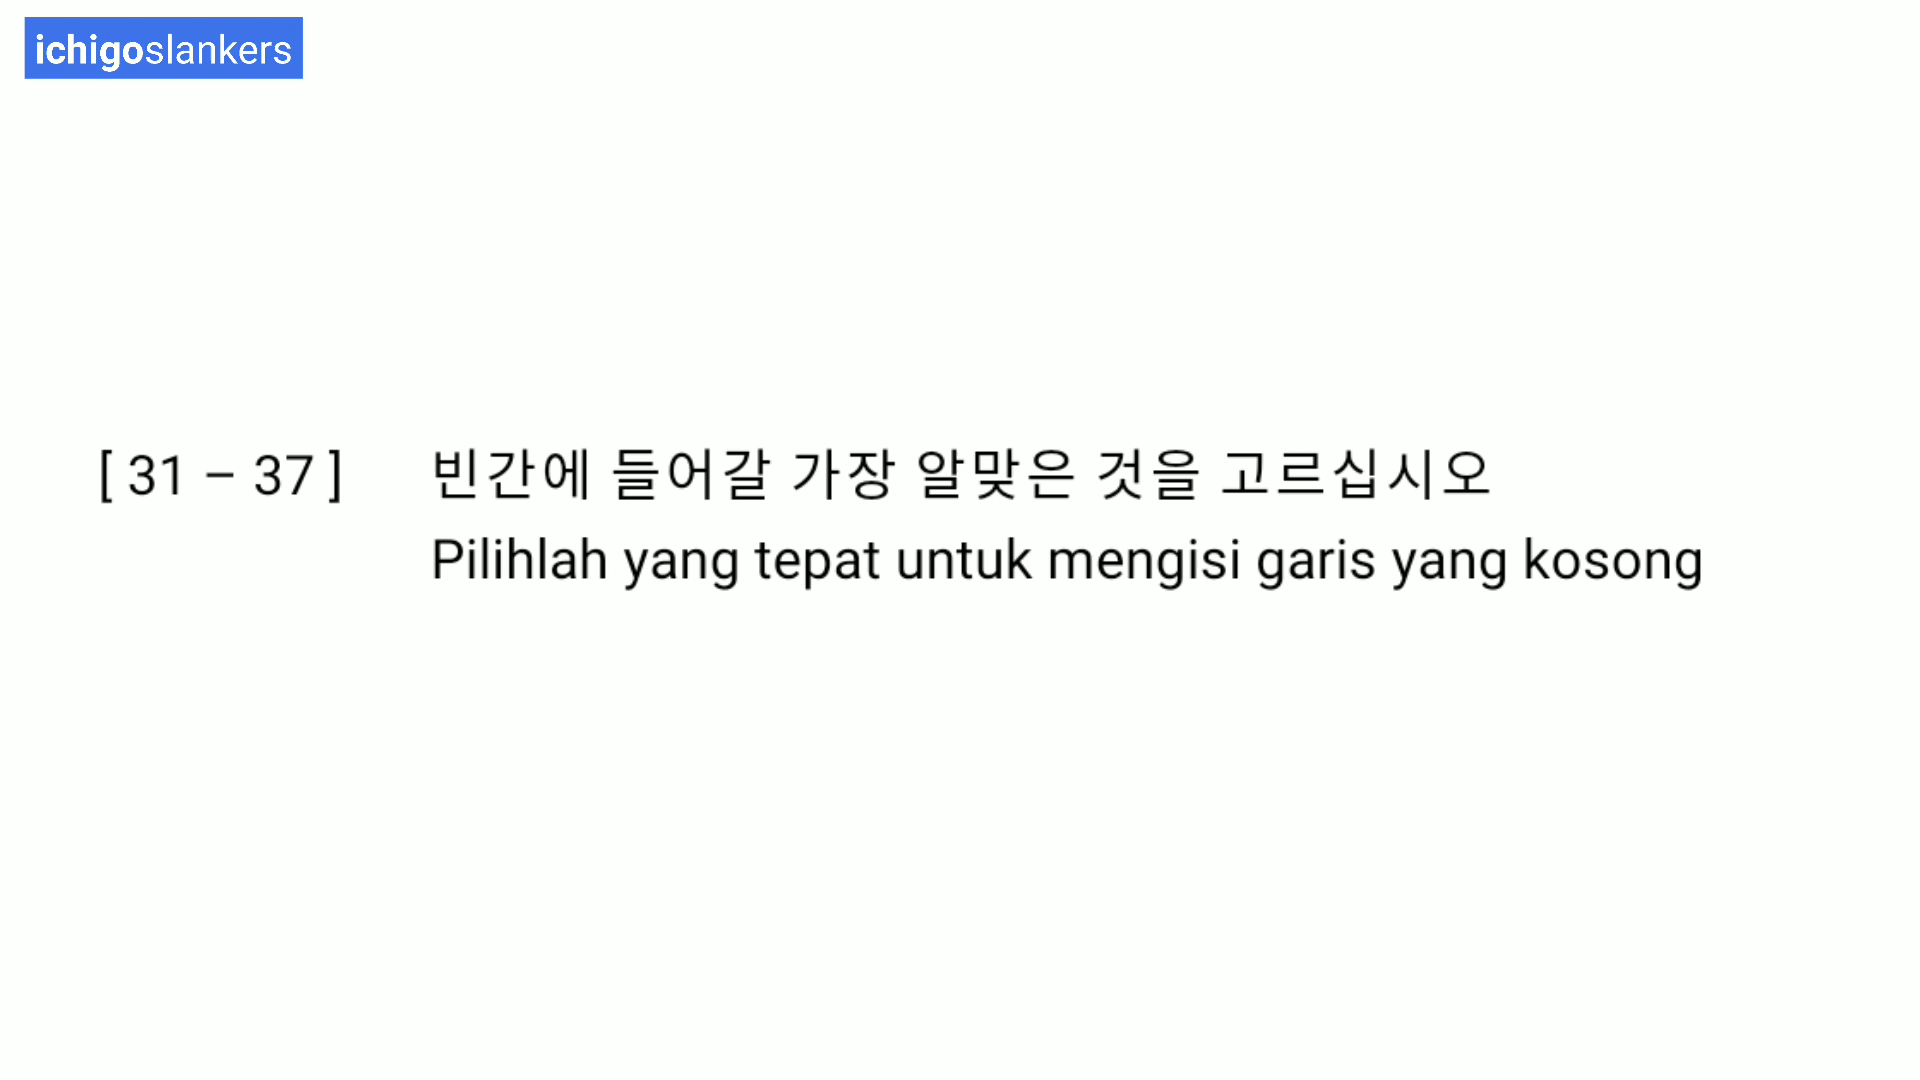 ichigoslankers
[ 31 – 37 ] 빈간에 들어갈 가장 알맞은 것을 고르십시오
Pilihlah yang tepat untuk mengisi garis yang kosong